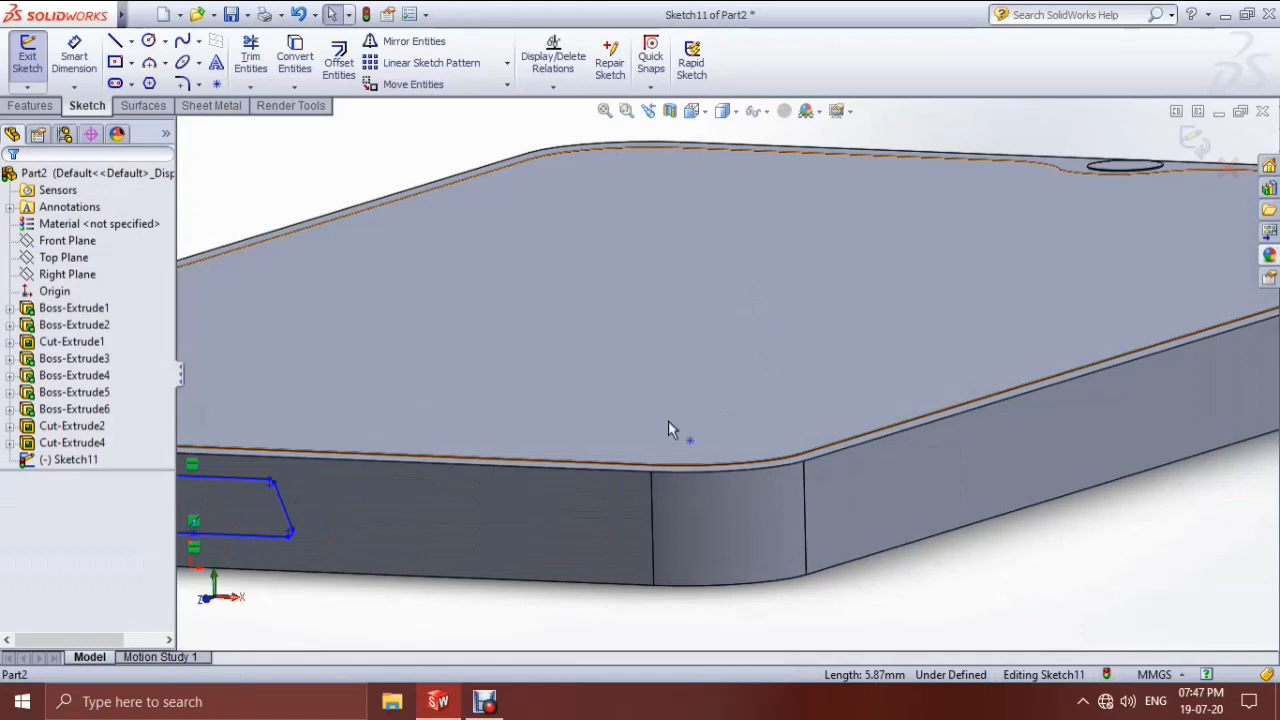 SOLIDWORKS
Sketch11 of Part2 *
Search SolidWorks Help
Exit Sketch
Smart Dimension
Trim Entities
Convert Entities
Offset Entities
Mirror Entities
Linear Sketch Pattern
Move Entities
Display/Delete Relations
Repair Sketch
Quick Snaps
Rapid Sketch
Features
Sketch
Surfaces
Sheet Metal
Render Tools
Part2 (Default<<Default>_Disp
Sensors
Annotations
Material <not specified>
Front Plane
Top Plane
Right Plane
Origin
Boss-Extrude1
Boss-Extrude2
Cut-Extrude1
Boss-Extrude3
Boss-Extrude4
Boss-Extrude5
Boss-Extrude6
Cut-Extrude2
Cut-Extrude4
(-) Sketch11
Z X
Model
Motion Study 1
Part2
Length: 5.87mm
Under Defined
Editing Sketch11
MMGS
Type here to search
SW
ENG
07:47 PM
19-07-20